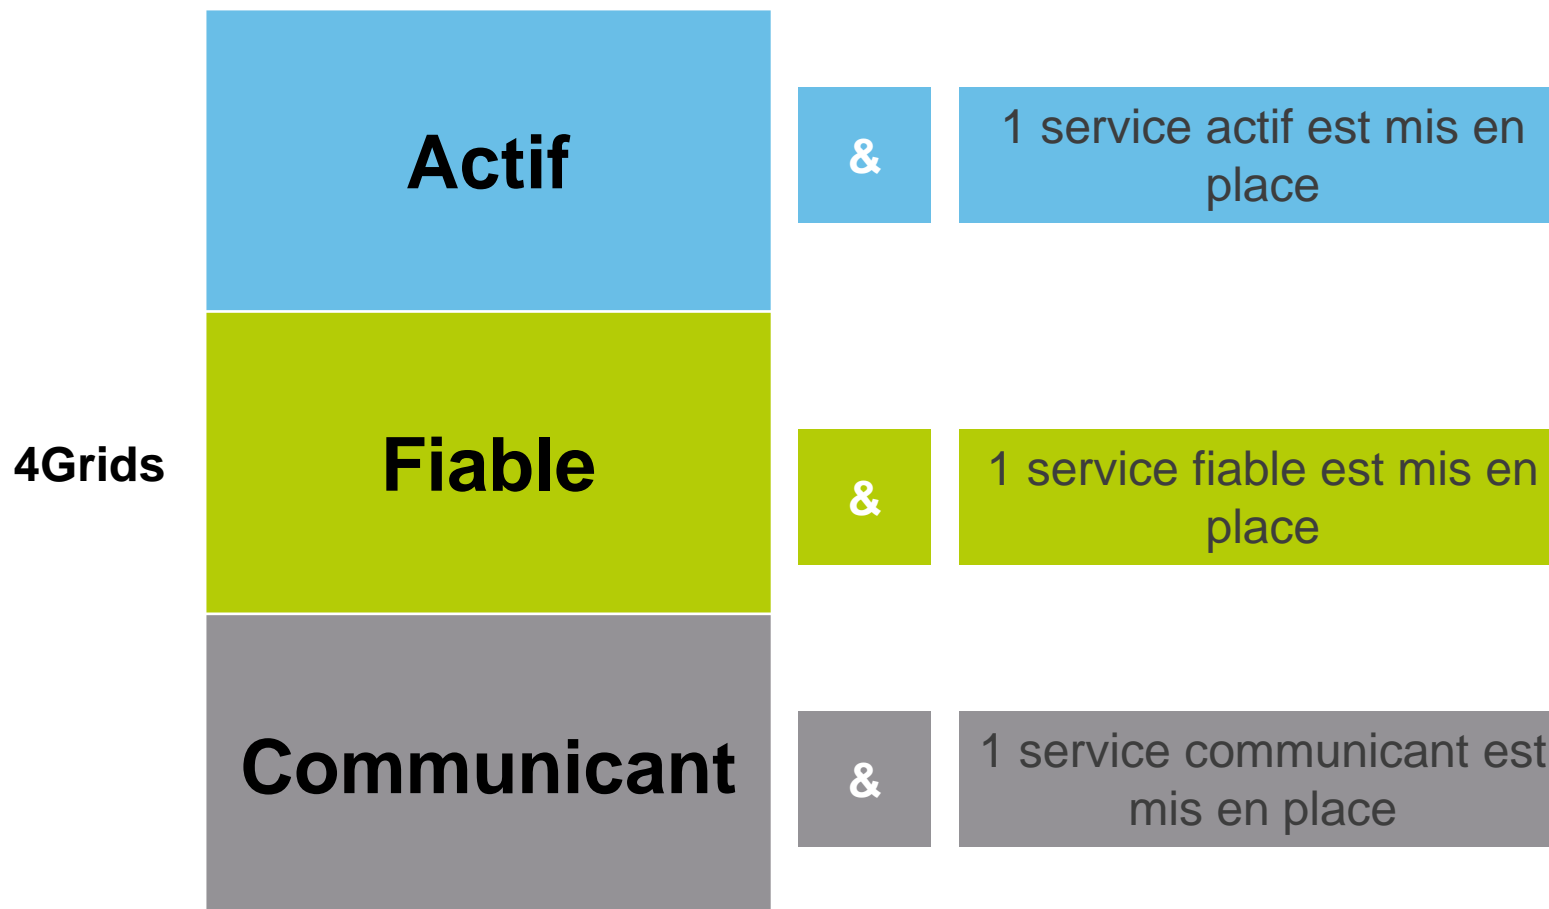 Actif
&
1 service actif est mis en
place
4Grids
Fiable
&
1 service fiable est mis en
place
Communicant
&
1 service communicant est
mis en place